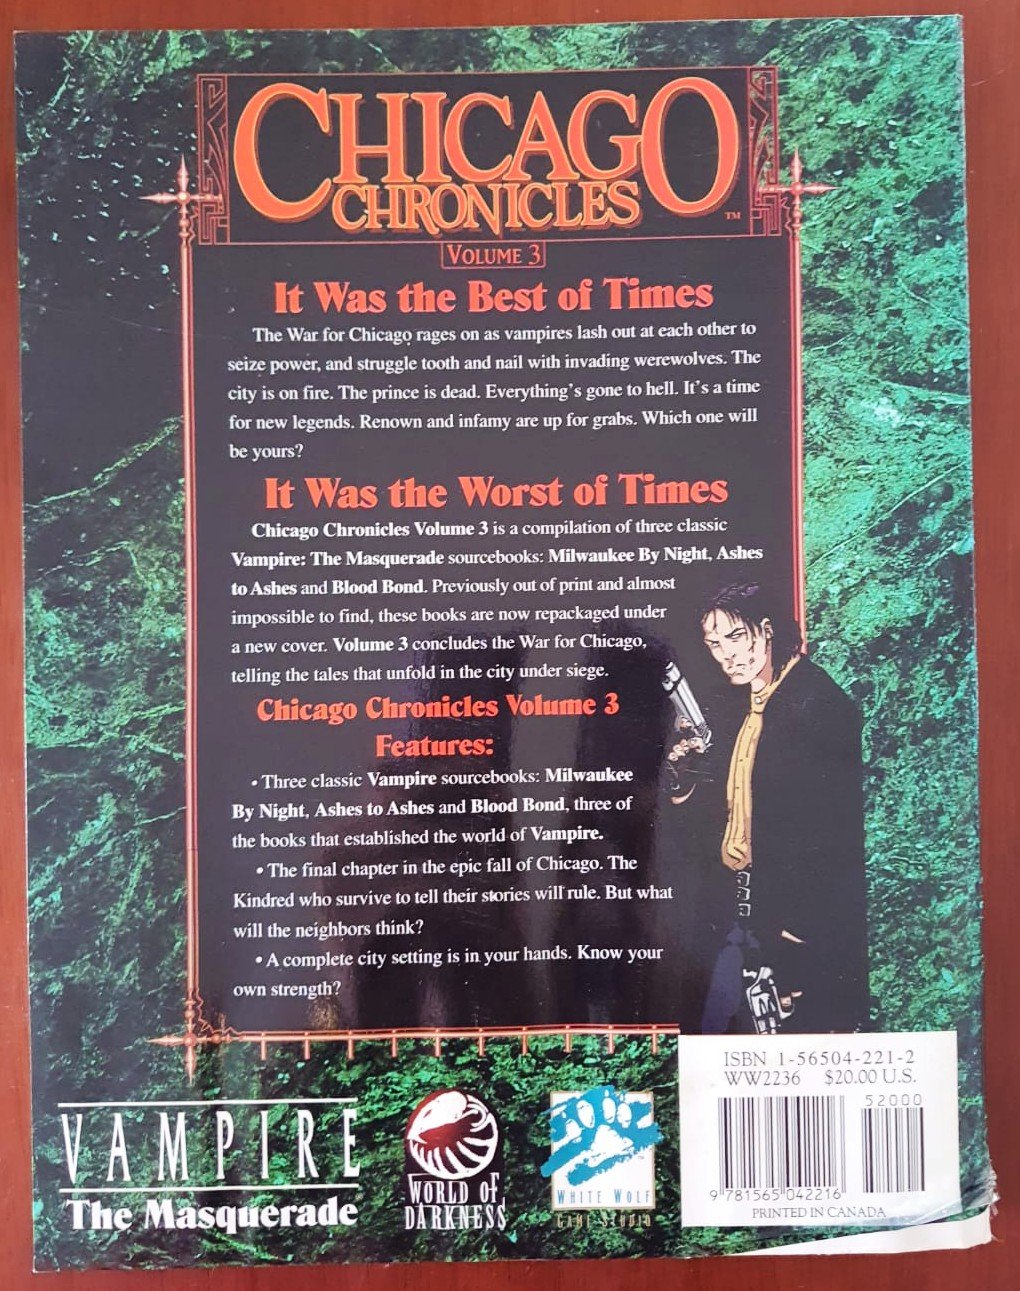 CHICAGO
CHRONICLES
TM
VOLUME 3
It Was the Best of Times
The War for Chicago rages on as vampires lash out at each other to
seize power, and struggle tooth and nail with invading werewolves. The
city is on fire. The prince is dead. Everything's gone to hell. It's a time
for new legends. Renown and infamy are up for grabs. Which one will
be yours?
It Was the Worst of Times
Chicago Chronicles Volume 3 is a compilation of three classic
Vampire: The Masquerade sourcebooks: Milwaukee By Night, Ashes
to Ashes and Blood Bond. Previously out of print and almost
impossible to find, these books are now repackaged under
a new cover. Volume 3 concludes the War for Chicago,
telling the tales that unfold in the city under siege.
Chicago Chronicles Volume 3
Features:
• Three classic Vampire sourcebooks: Milwaukee
By Night, Ashes to Ashes and Blood Bond, three of
the books that established the world of Vampire.
• The final chapter in the epic fall of Chicago. The
Kindred who survive to tell their stories will rule. But what
will the neighbors think?
• A complete city setting is in your hands. Know your
own strength?
VAMPIRE
The Masquerade
WORLD OF
DARKNESS
WHITE WOLF
GAME STUDIO
ISBN 1-56504-221-2
WW2236 $20.00 U.S.
52000
9 781565 042216
PRINTED IN CANADA